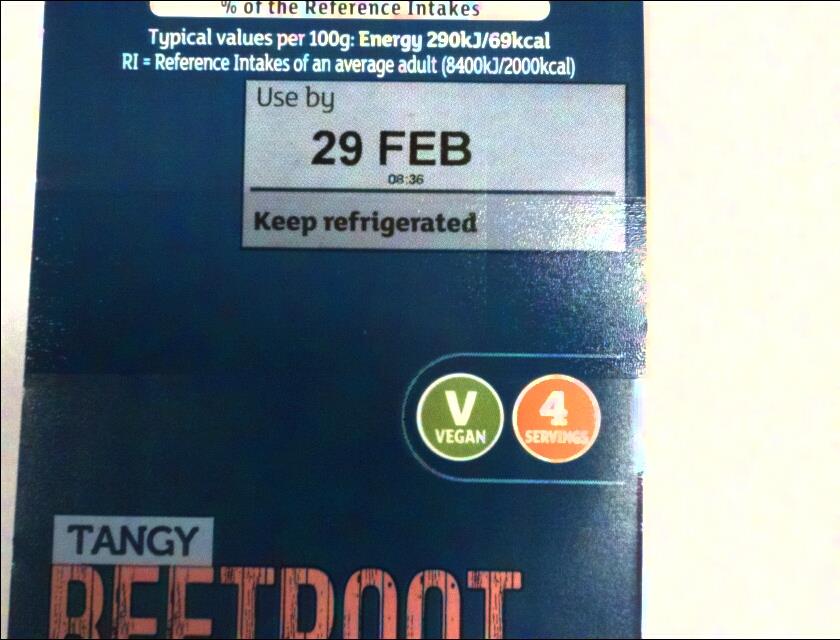 % of the Reference Intakes
Typical values per 100g: Energy 290kJ/69kcal
RI = Reference Intakes of an average adult (8400kJ/2000kcal)
Use by
29 FEB
08:36
Keep refrigerated
V
VEGAN
4
SERVINGS
TANGY
BEETROOT